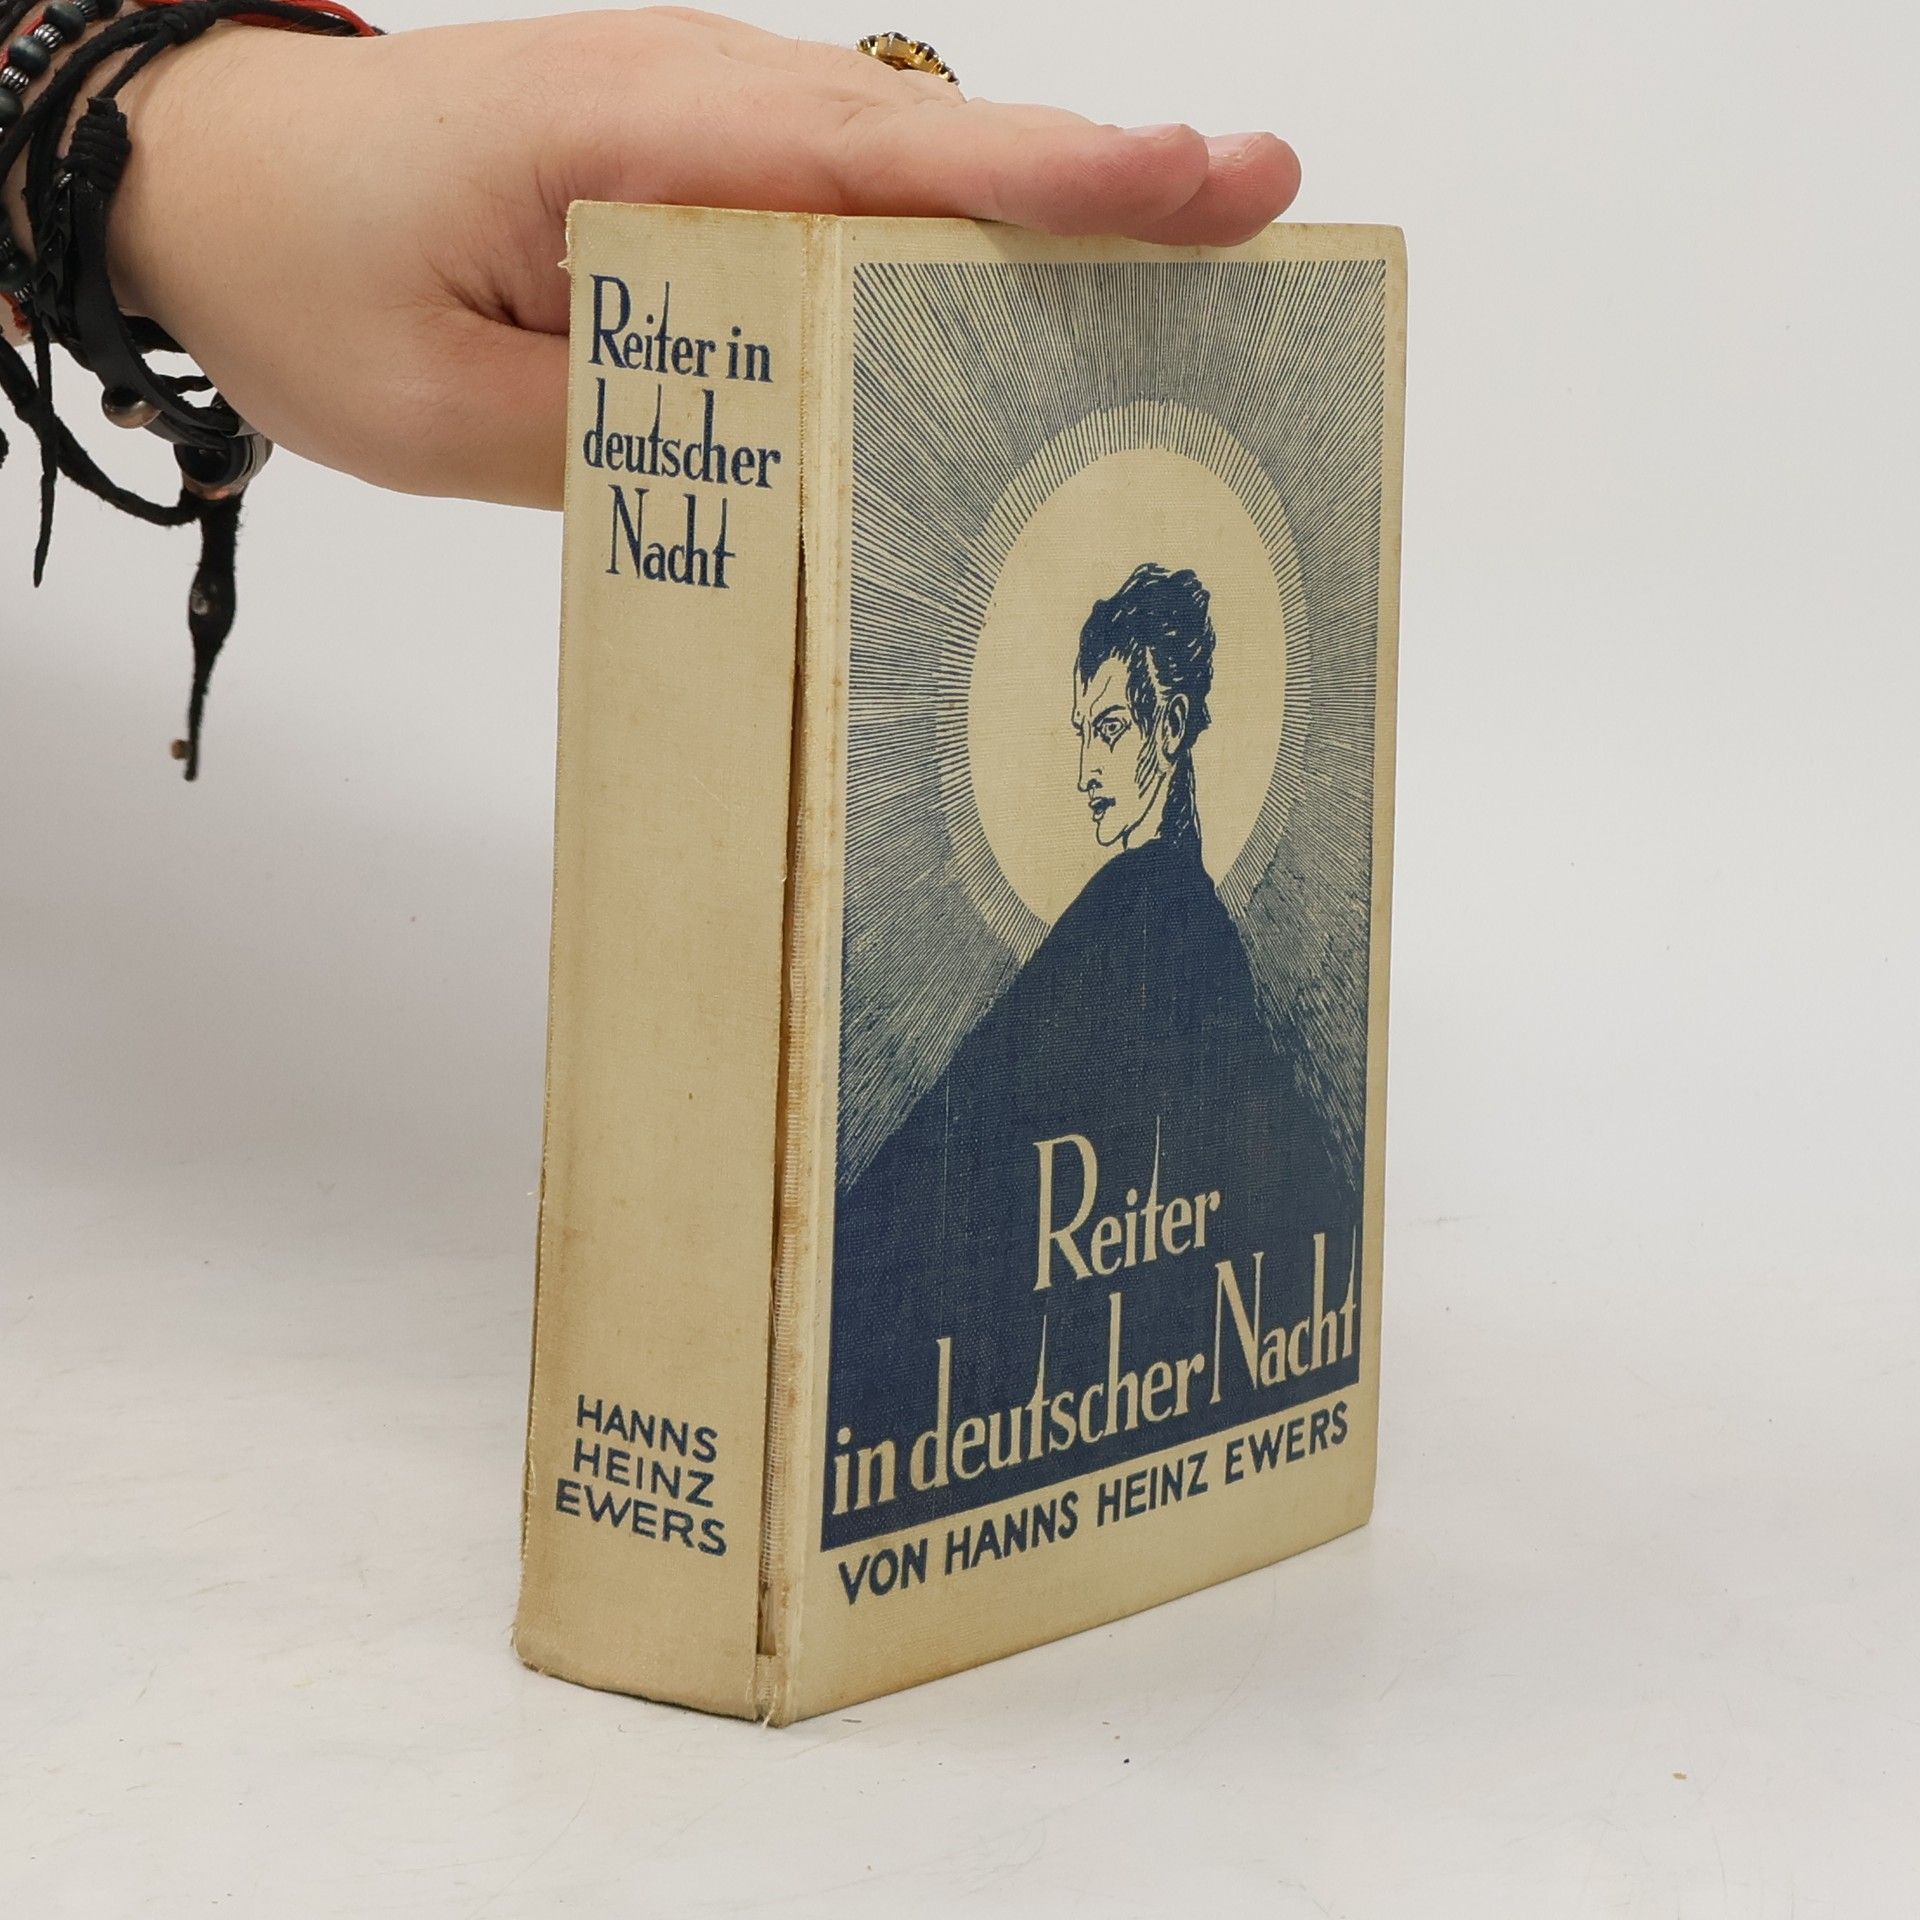 Reiter in
deutscher
Nacht
HANNS
HEINZ
EWERS
Reiter
in deutscher Nacht
VON HANNS HEINZ EWERS